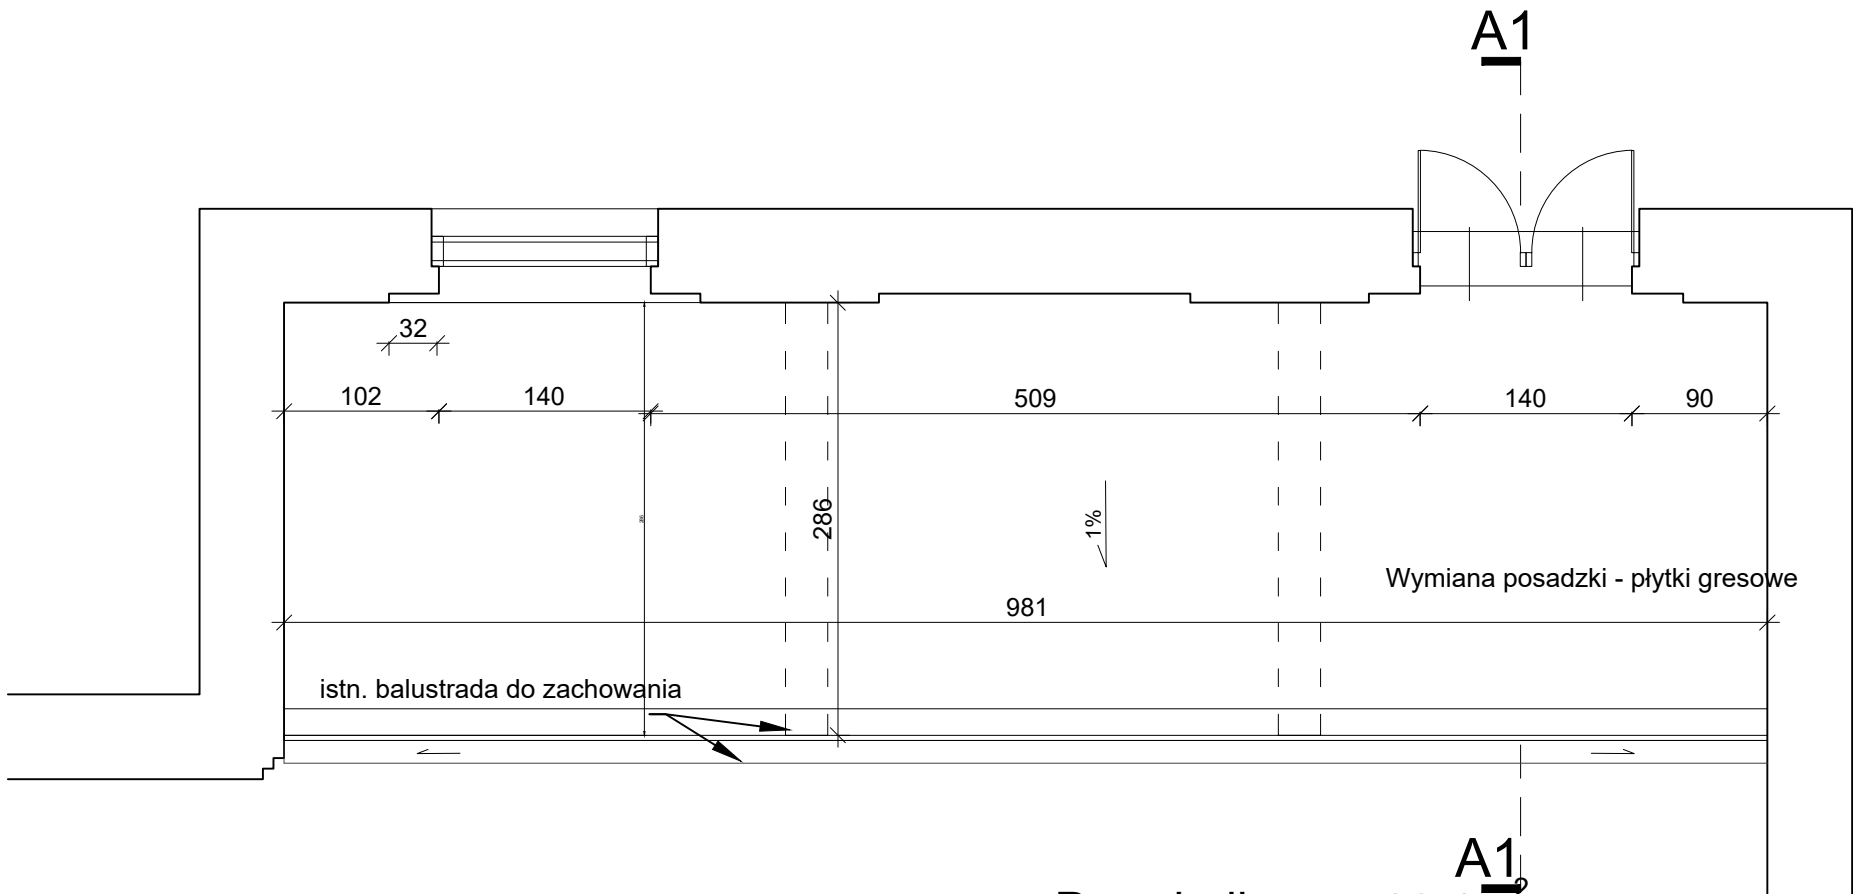 A1
32
102
140
509
140
90
286
1%
Wymiana posadzki - płytki gresowe
981
istn. balustrada do zachowania
A1